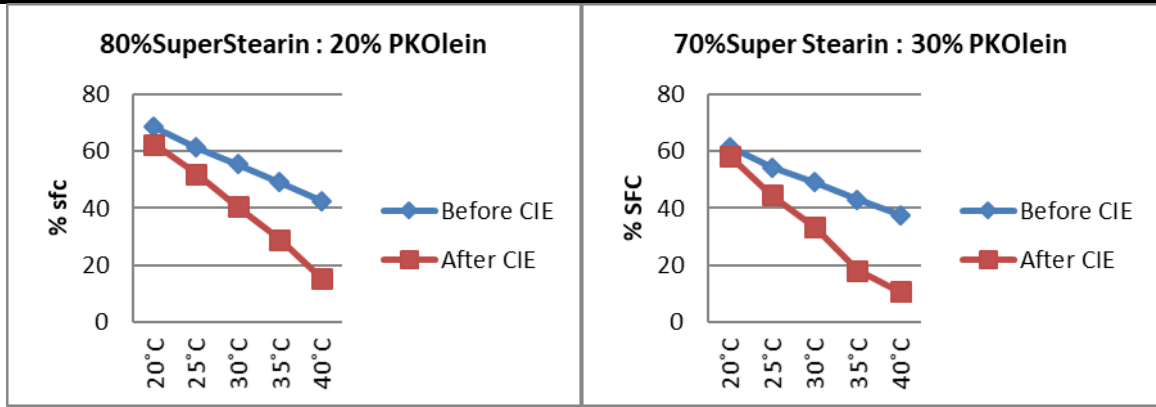 80%SuperStearin : 20% PKOlein
80
60
40
20
0
% sfc
20˚C
25˚C
30˚C
35˚C
40˚C
Before CIE
After CIE
70%Super Stearin : 30% PKOlein
80
60
40
20
0
% SFC
20˚C
25˚C
30˚C
35˚C
40˚C
Before CIE
After CIE